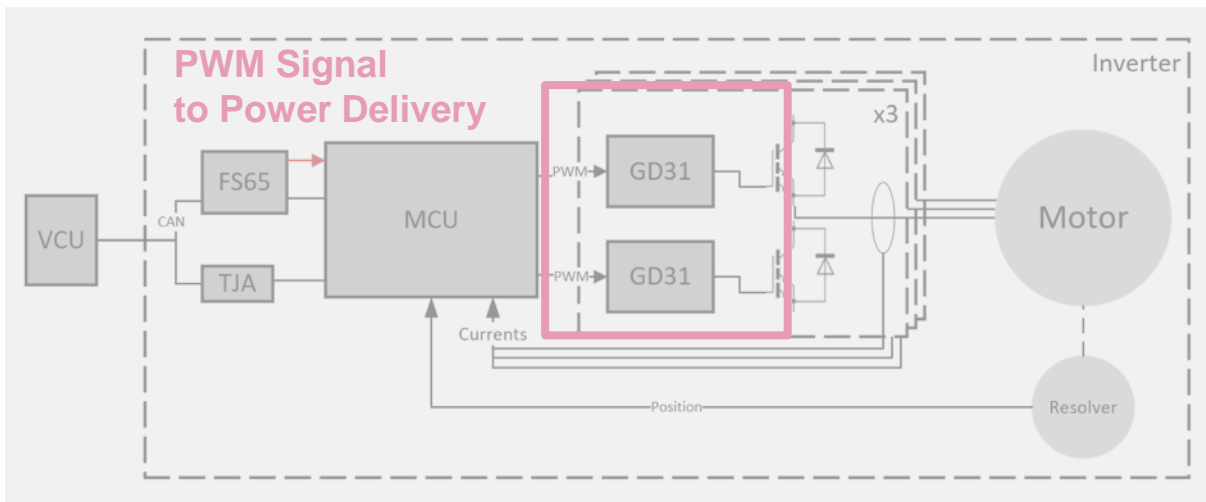 PWM Signal
to Power Delivery
Inverter
x3
FS65
PWM
GD31
MCU
Motor
CAN
VCU
TJA
PWM
GD31
Currents
Position
Resolver